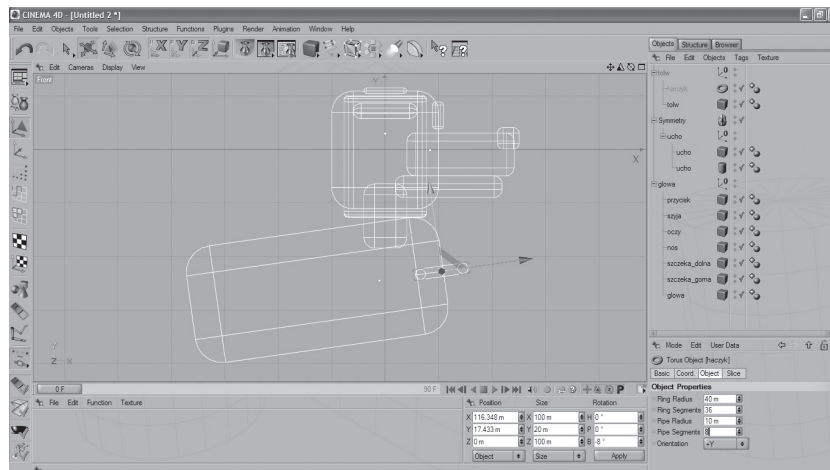 CINEMA 4D - [Untitled 2 *]
File Edit Objects Tools Selection Structure Functions Plugins Render Animation Window Help
Objects Structure Browser
File Edit Objects Tags Texture
Edit Cameras Display View
Front
Y
X
tolw
haczyk
tolw
Symmetry
ucho
ucho
ucho
glowa
przyciek
szyja
oczy
nos
szczeka_dolna
szczeka_gorna
glowa
Y
Z X
Mode Edit User Data
Torus Object [haczyk]
Basic Coord. Object Slice
Object Properties
Ring Radius 40 m
Ring Segments 36
Pipe Radius 10 m
Pipe Segments 8
Orientation +Y
0 F
90 F
File Edit Function Texture
Position Size Rotation
X 116.348 m X 100 m H 0 °
Y 17.433 m Y 20 m P 0 °
Z 0 m Z 100 m B -8 °
Object Size Apply